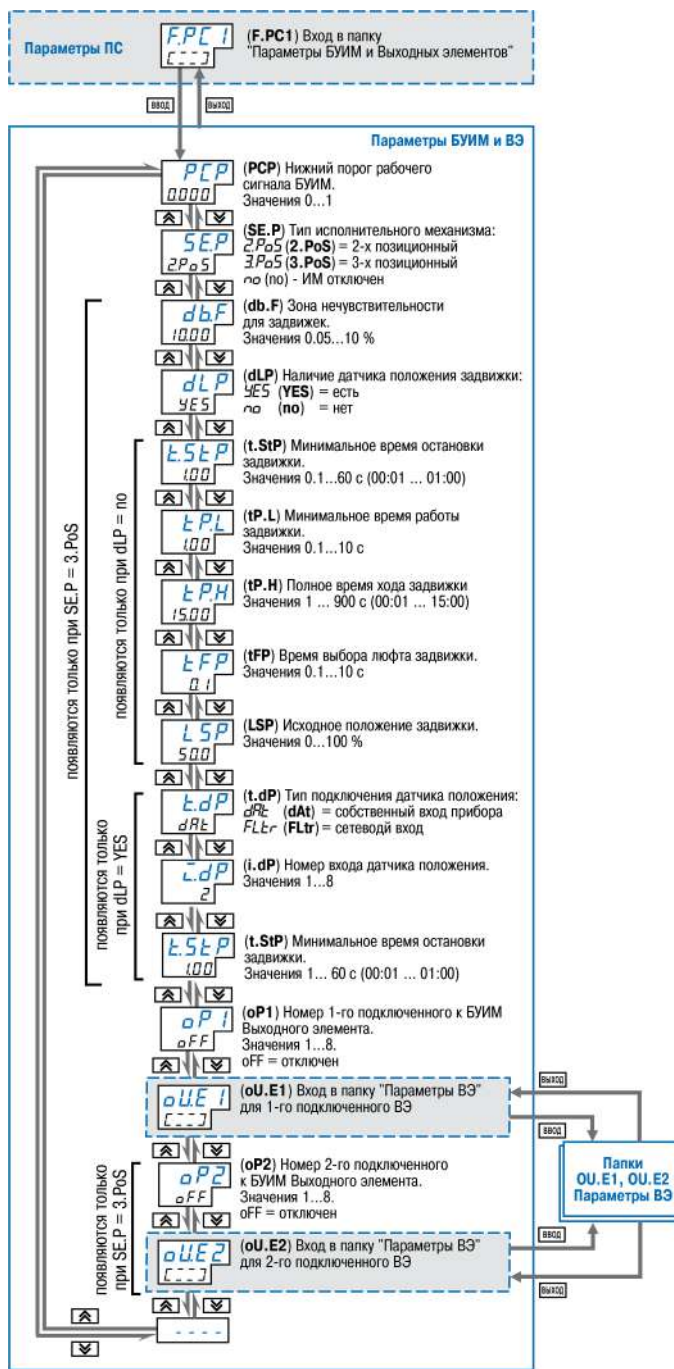 Параметры ПС
F.PC1
(F.PC1) Вход в папку
"Параметры БУИМ и Выходных элементов"
ВВОД
ВЫХОД
Параметры БУИМ и ВЭ
PCP
0.000
(PCP) Нижний порог рабочего
сигнала БУИМ.
Значения 0...1
SE.P
2.PoS
(SE.P) Тип исполнительного механизма:
2.PoS (2.PoS) = 2-х позиционный
3.PoS (3.PoS) = 3-х позиционный
no (no) - ИМ отключен
db.F
10.00
(db.F) Зона нечувствительности
для задвижек.
Значения 0.05...10 %
dLP
YES
(dLP) Наличие датчика положения задвижки:
YES (YES) = есть
no (no) = нет
t.StP
1.00
(t.StP) Минимальное время остановки
задвижки.
Значения 0.1...60 с (00:01 ... 01:00)
tP.L
1.00
(tP.L) Минимальное время работы
задвижки.
Значения 0.1...10 с
tP.H
15.00
(tP.H) Полное время хода задвижки
Значения 1 ... 900 с (00:01 ... 15:00)
tFP
0.1
(tFP) Время выбора люфта задвижки.
Значения 0.1...10 с
LSP
50.0
(LSP) Исходное положение задвижки.
Значения 0...100 %
t.dP
dAt
(t.dP) Тип подключения датчика положения:
dAt (dAt) = собственный вход прибора
FLtr (FLtr) = сетеводй вход
i.dP
2
(i.dP) Номер входа датчика положения.
Значения 1...8
t.StP
1.00
(t.StP) Минимальное время остановки
задвижки.
Значения 1... 60 с (00:01 ... 01:00)
oP1
oFF
(oP1) Номер 1-го подключенного к БУИМ
Выходного элемента.
Значения 1...8.
oFF = отключен
oU.E1
(oU.E1) Вход в папку "Параметры ВЭ"
для 1-го подключенного ВЭ
oP2
oFF
(oP2) Номер 2-го подключенного
к БУИМ Выходного элемента.
Значения 1...8.
oFF = отключен
oU.E2
(oU.E2) Вход в папку "Параметры ВЭ"
для 2-го подключенного ВЭ
- - - -
появляются только при SE.P = 3.PoS
появляются только при dLP = no
появляются только
при dLP = YES
появляются только
при SE.P = 3.PoS
ВЫХОД
ВВОД
Папки
OU.E1, OU.E2
Параметры ВЭ
ВВОД
ВЫХОД